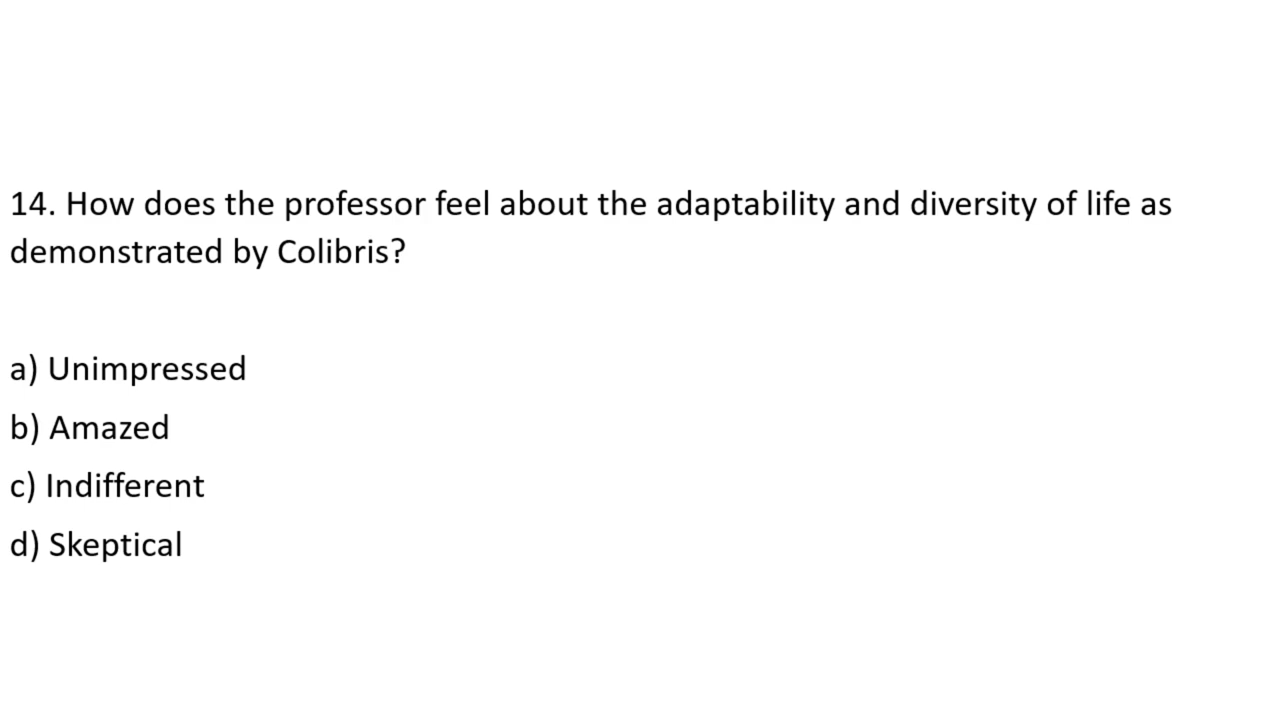 14. How does the professor feel about the adaptability and diversity of life as
demonstrated by Colibris?
a) Unimpressed
b) Amazed
c) Indifferent
d) Skeptical